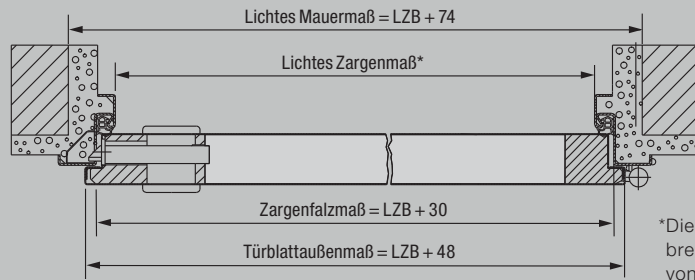 Lichtes Mauermaß = LZB + 74
Lichtes Zargenmaß*
Zargenfalzmaß = LZB + 30
Türblattaußenmaß = LZB + 48
*Die
bre
von